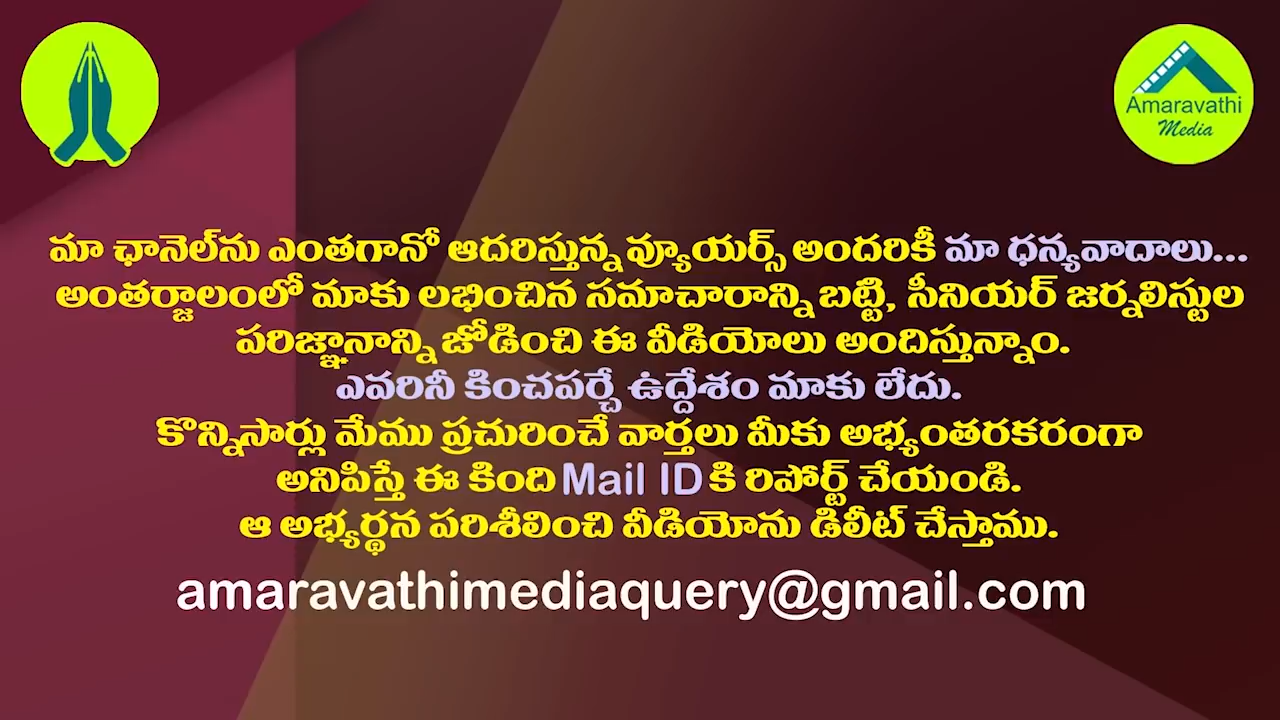 Amaravathi
Media
మా ఛానెల్‌ను ఎంతగానో ఆదరిస్తున్న వ్యూయర్స్ అందరికీ మా ధన్యవాదాలు...
అంతర్జాలంలో మాకు లభించిన సమాచారాన్ని బట్టి, సీనియర్ జర్నలిస్టుల
పరిజ్ఞానాన్ని జోడించి ఈ వీడియోలు అందిస్తున్నాం.
ఎవరినీ కించపర్చే ఉద్దేశం మాకు లేదు.
కొన్నిసార్లు మేము ప్రచురించే వార్తలు మీకు అభ్యంతరకరంగా
అనిపిస్తే ఈ కింది Mail ID కి రిపోర్ట్ చేయండి.
ఆ అభ్యర్థన పరిశీలించి వీడియోను డిలీట్ చేస్తాము.
amaravathimediaquery@gmail.com